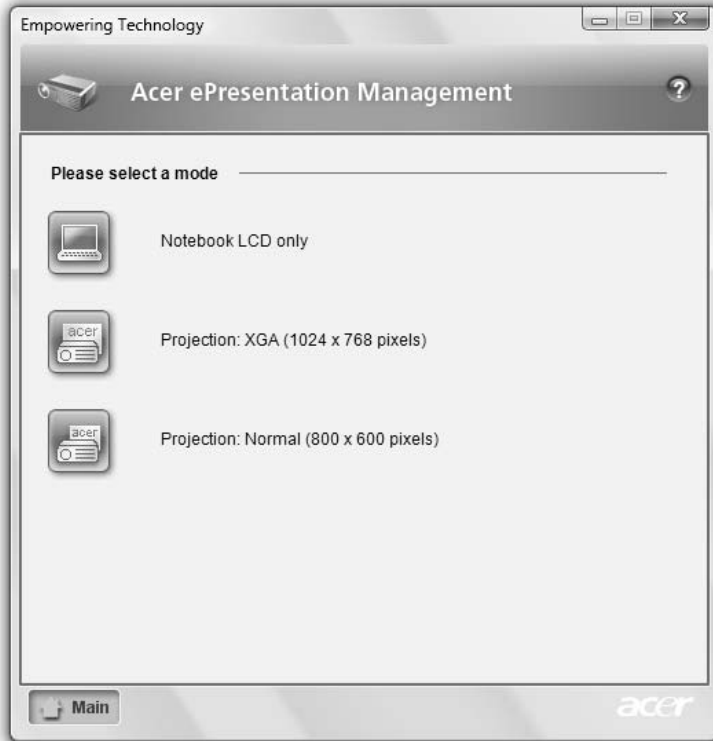 Empowering Technology
Acer ePresentation Management
?
Please select a mode
Notebook LCD only
acer
Projection: XGA (1024 x 768 pixels)
acer
Projection: Normal (800 x 600 pixels)
Main
acer